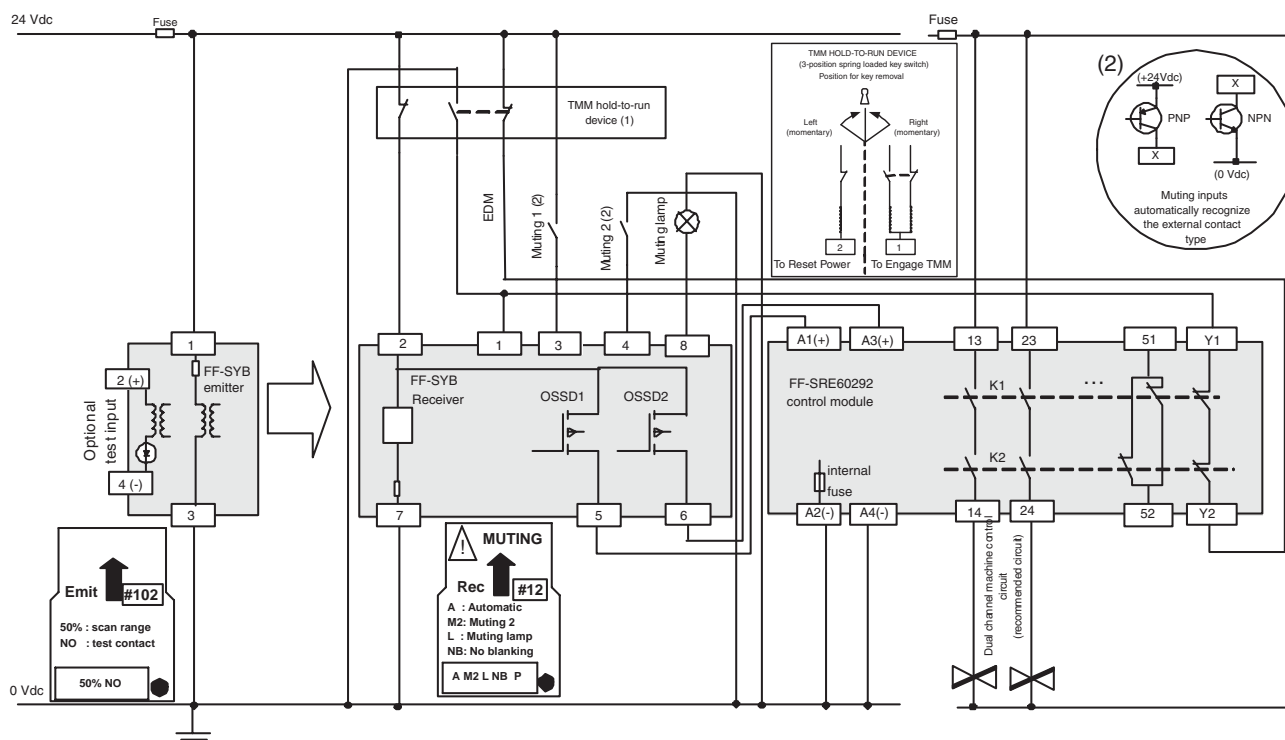 24 Vdc
Fuse
Fuse
TMM hold-to-run
device (1)
TMM HOLD-TO-RUN DEVICE
(3-position spring loaded key switch)
Position for key removal
Left
(momentary)
Right
(momentary)
2
1
To Reset Power
To Engage TMM
(2)
(+24Vdc)
X
PNP
NPN
X
(0 Vdc)
Muting inputs
automatically recognize
the external contact
type
EDM
Muting 1 (2)
Muting 2 (2)
Muting lamp
1
FF-SYB
emitter
2 (+)
Optional
test input
4 (-)
3
2
1
3
4
8
FF-SYB
Receiver
OSSD1
OSSD2
7
5
6
A1(+)
A3(+)
13
23
51
Y1
FF-SRE60292
control module
K1
...
K2
internal
fuse
A2(-)
A4(-)
14
24
52
Y2
Dual channel machine control
circuit
(recommended circuit)
Emit
#102
50% : scan range
NO : test contact
50% NO
! MUTING
Rec
#12
A : Automatic
M2: Muting 2
L : Muting lamp
NB: No blanking
A M2 L NB P
0 Vdc